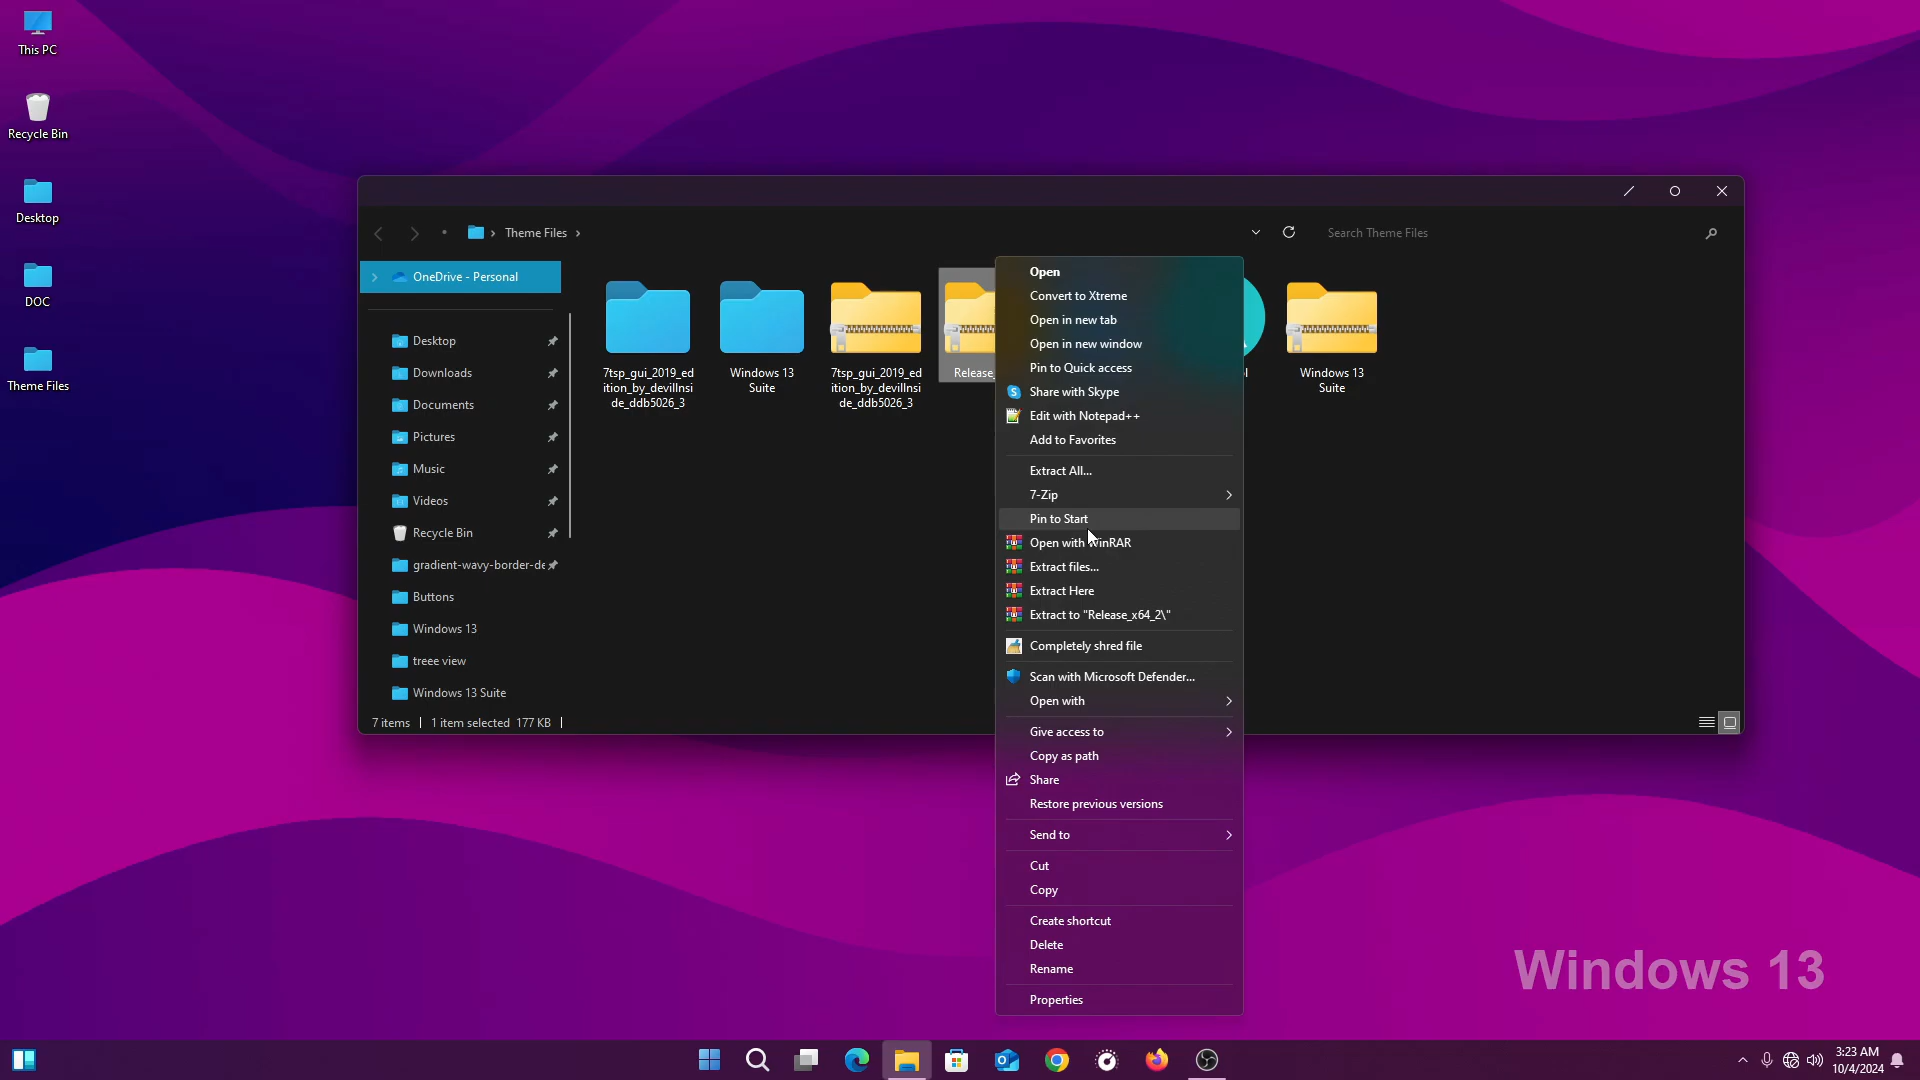 This PC
Recycle Bin
Desktop
DOC
Theme Files
Theme Files
Search Theme Files
OneDrive - Personal
Desktop
Downloads
Documents
Pictures
Music
Videos
Recycle Bin
gradient-wavy-border-de
Buttons
Windows 13
treee view
Windows 13 Suite
7tsp_gui_2019_ed
ition_by_devillnsi
de_ddb5026_3
Windows 13
Suite
7tsp_gui_2019_ed
ition_by_devillnsi
de_ddb5026_3
Release_
Windows 13
Suite
Open
Convert to Xtreme
Open in new tab
Open in new window
Pin to Quick access
Share with Skype
Edit with Notepad++
Add to Favorites
Extract All...
7-Zip
Pin to Start
Open with WinRAR
Extract files...
Extract Here
Extract to "Release_x64_2\"
Completely shred file
Scan with Microsoft Defender...
Open with
Give access to
Copy as path
Share
Restore previous versions
Send to
Cut
Copy
Create shortcut
Delete
Rename
Properties
7 items 1 item selected 177 KB
Windows 13
3:23 AM
10/4/2024